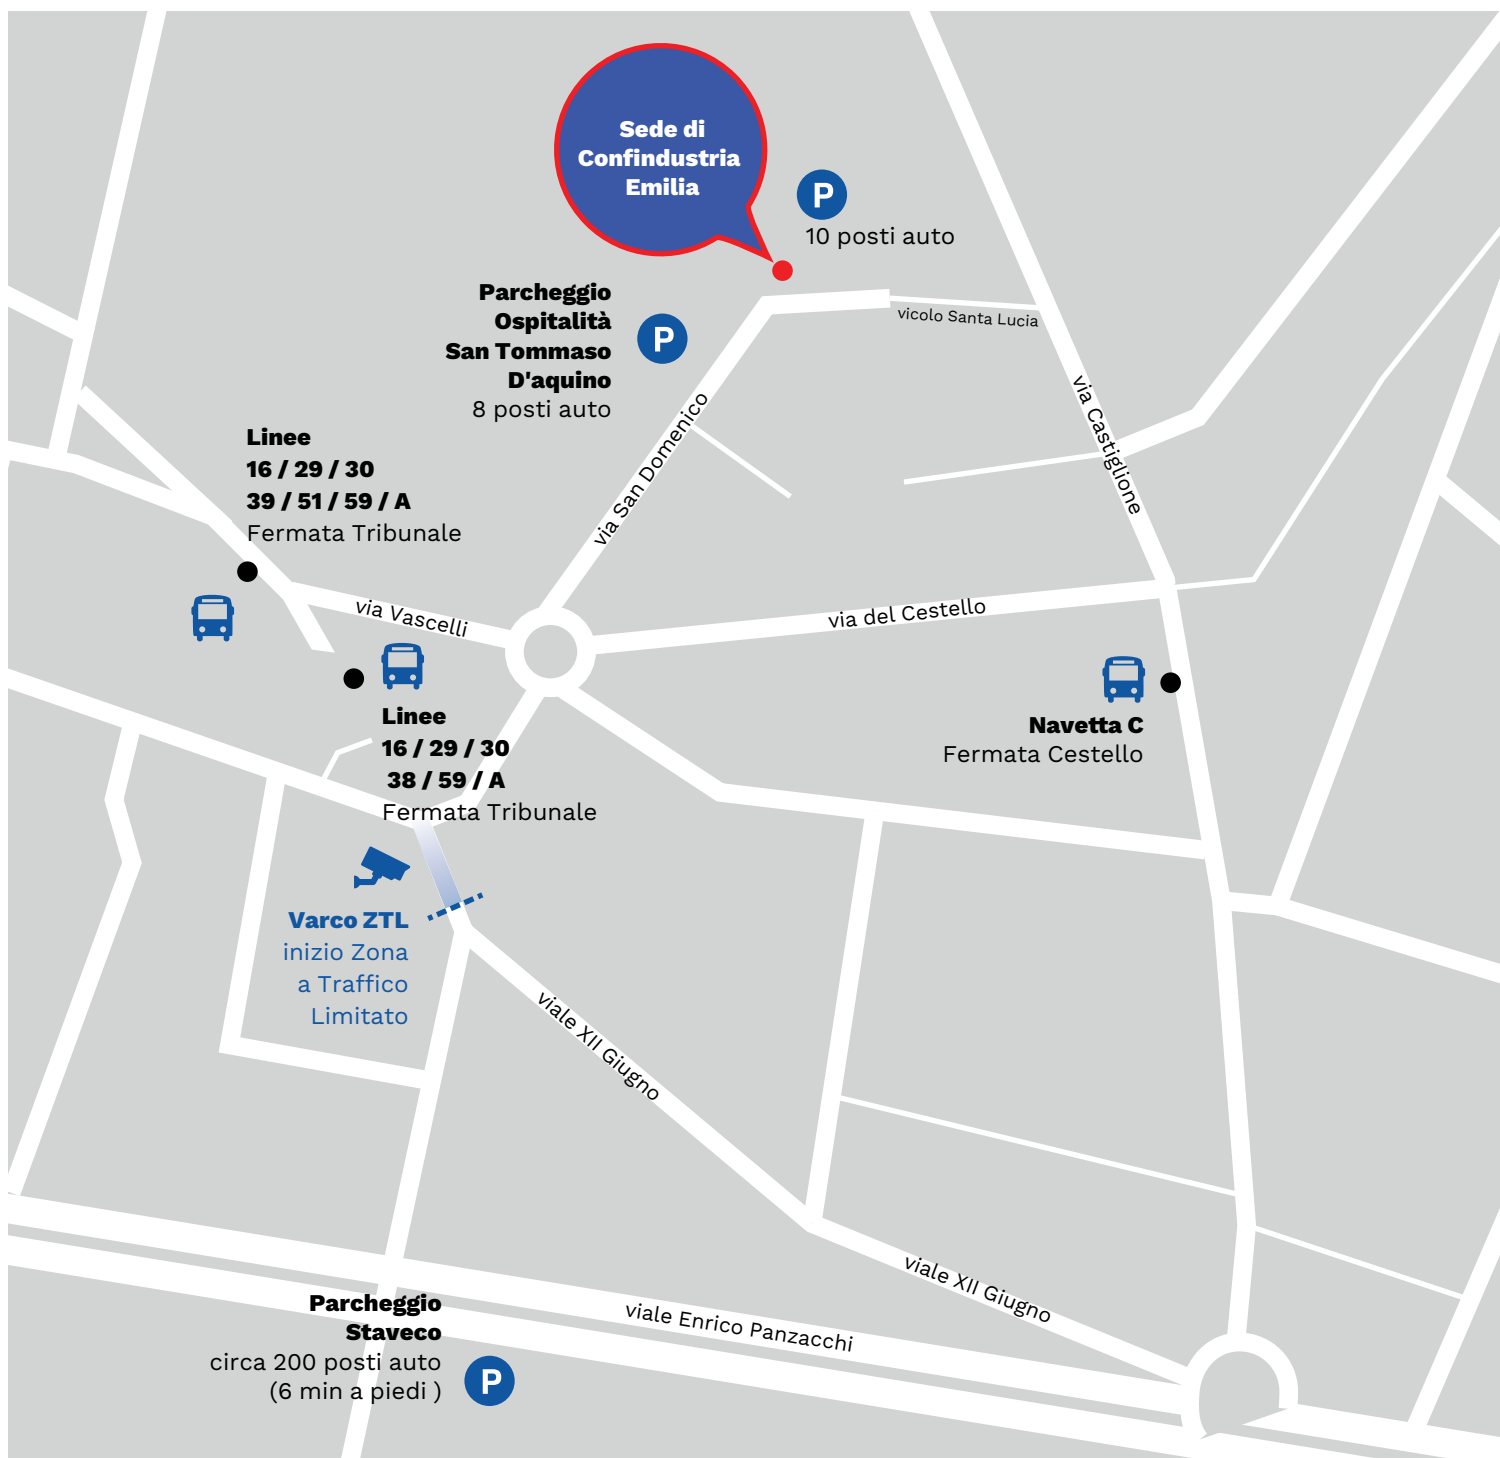 Sede di
Confindustria
Emilia
P
10 posti auto
Parcheggio
Ospitalità
San Tommaso
D'aquino
8 posti auto
P
vicolo Santa Lucia
via Castiglione
via San Domenico
Linee
16 / 29 / 30
39 / 51 / 59 / A
Fermata Tribunale
via Vascelli
via del Cestello
Linee
16 / 29 / 30
38 / 59 / A
Fermata Tribunale
Navetta C
Fermata Cestello
Varco ZTL
inizio Zona
a Traffico
Limitato
viale XII Giugno
viale XII Giugno
viale Enrico Panzacchi
Parcheggio
Staveco
circa 200 posti auto
(6 min a piedi )
P